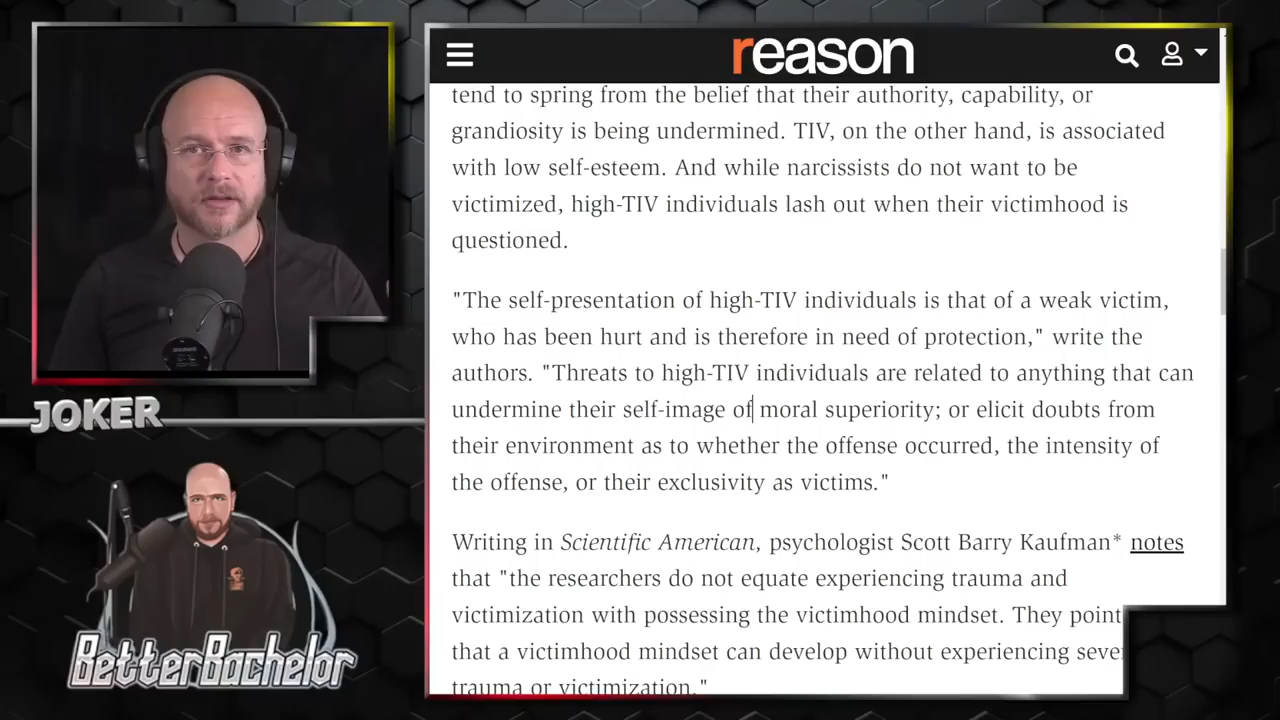 reason
tend to spring from the belief that their authority, capability, or
grandiosity is being undermined. TIV, on the other hand, is associated
with low self-esteem. And while narcissists do not want to be
victimized, high-TIV individuals lash out when their victimhood is
questioned.
"The self-presentation of high-TIV individuals is that of a weak victim,
who has been hurt and is therefore in need of protection," write the
authors. "Threats to high-TIV individuals are related to anything that can
undermine their self-image of moral superiority; or elicit doubts from
their environment as to whether the offense occurred, the intensity of
the offense, or their exclusivity as victims."
Writing in Scientific American, psychologist Scott Barry Kaufman* notes
that "the researchers do not equate experiencing trauma and
victimization with possessing the victimhood mindset. They point
that a victimhood mindset can develop without experiencing
trauma or victimization."
JOKER
BetterBachelor